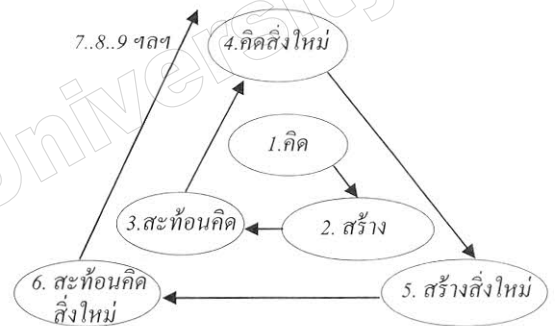 7..8..9 ฯลฯ
4.คิดสิ่งใหม่
1.คิด
3.สะท้อนคิด
2. สร้าง
6. สะท้อนคิด
สิ่งใหม่
5. สร้างสิ่งใหม่
University